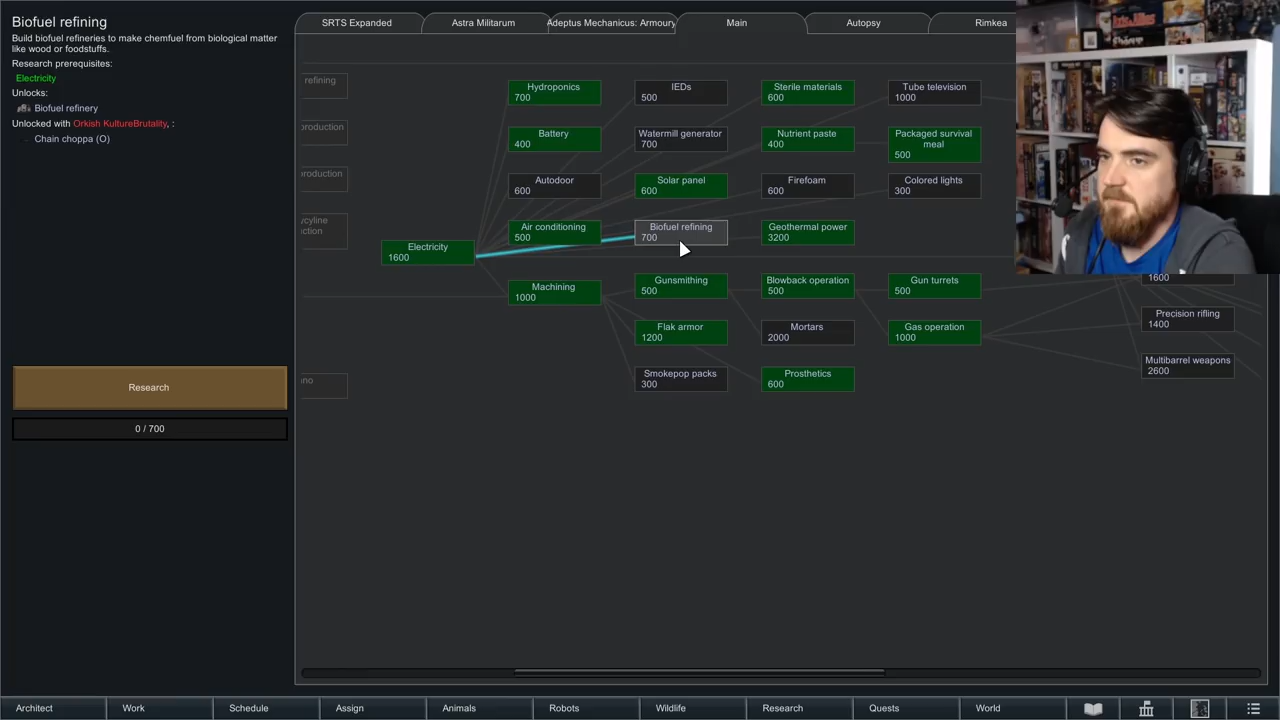 Biofuel refining
Build biofuel refineries to make chemfuel from biological matter
like wood or foodstuffs.
Research prerequisites:
Electricity
Unlocks:
Biofuel refinery
Unlocked with Orkish KultureBrutality, :
Chain choppa (O)
Research
0 / 700
SRTS Expanded
Astra Militarum
Adeptus Mechanicus: Armoury
Main
Autopsy
Rimkea
refining
Hydroponics
700
IEDs
500
Sterile materials
600
Tube television
1000
production
Battery
400
Watermill generator
700
Nutrient paste
400
Packaged survival
meal
500
production
Autodoor
600
Solar panel
600
Firefoam
600
Colored lights
300
Air conditioning
500
Biofuel refining
700
Geothermal power
3200
Electricity
1600
Machining
1000
Gunsmithing
500
Blowback operation
500
Gun turrets
500
1600
Flak armor
1200
Mortars
2000
Gas operation
1000
Precision rifling
1400
Smokepop packs
300
Prosthetics
600
Multibarrel weapons
2600
Architect
Work
Schedule
Assign
Animals
Robots
Wildlife
Research
Quests
World